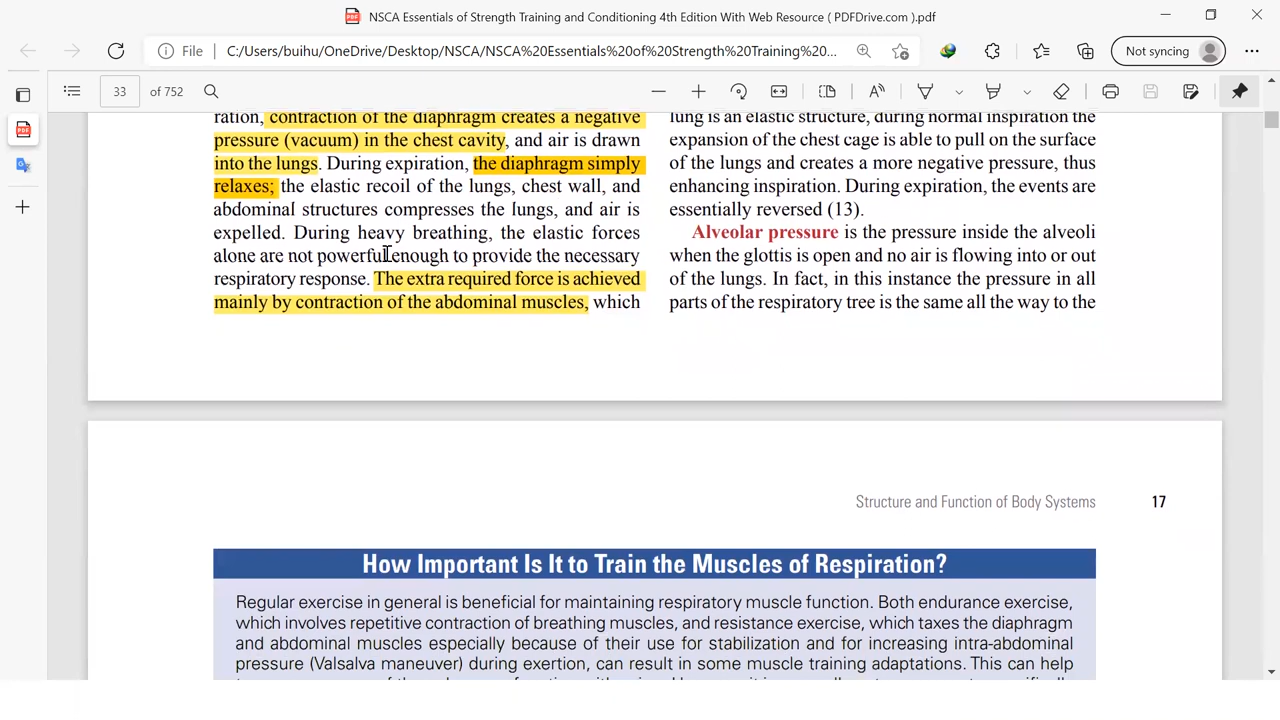 NSCA Essentials of Strength Training and Conditioning 4th Edition With Web Resource ( PDFDrive.com ).pdf
File
C:/Users/buihu/OneDrive/Desktop/NSCA/NSCA%20Essentials%20of%20Strength%20Training%20...
Not syncing
33 of 752
ration, contraction of the diaphragm creates a negative
pressure (vacuum) in the chest cavity, and air is drawn
into the lungs. During expiration, the diaphragm simply
relaxes; the elastic recoil of the lungs, chest wall, and
abdominal structures compresses the lungs, and air is
expelled. During heavy breathing, the elastic forces
alone are not powerful enough to provide the necessary
respiratory response. The extra required force is achieved
mainly by contraction of the abdominal muscles, which
lung is an elastic structure, during normal inspiration the
expansion of the chest cage is able to pull on the surface
of the lungs and creates a more negative pressure, thus
enhancing inspiration. During expiration, the events are
essentially reversed (13).
Alveolar pressure is the pressure inside the alveoli
when the glottis is open and no air is flowing into or out
of the lungs. In fact, in this instance the pressure in all
parts of the respiratory tree is the same all the way to the
Structure and Function of Body Systems 17
How Important Is It to Train the Muscles of Respiration?
Regular exercise in general is beneficial for maintaining respiratory muscle function. Both endurance exercise,
which involves repetitive contraction of breathing muscles, and resistance exercise, which taxes the diaphragm
and abdominal muscles especially because of their use for stabilization and for increasing intra-abdominal
pressure (Valsalva maneuver) during exertion, can result in some muscle training adaptations. This can help